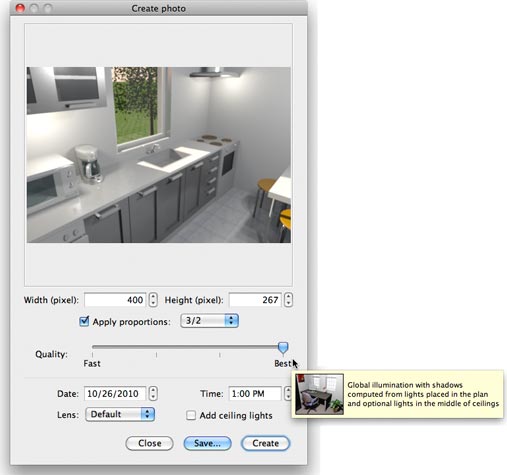 Create photo
Width (pixel): 400 Height (pixel): 267
Apply proportions: 3/2
Quality:
Fast Best
Global illumination with shadows
computed from lights placed in the plan
and optional lights in the middle of ceilings
Date: 10/26/2010 Time: 1:00 PM
Lens: Default Add ceiling lights
Close Save... Create